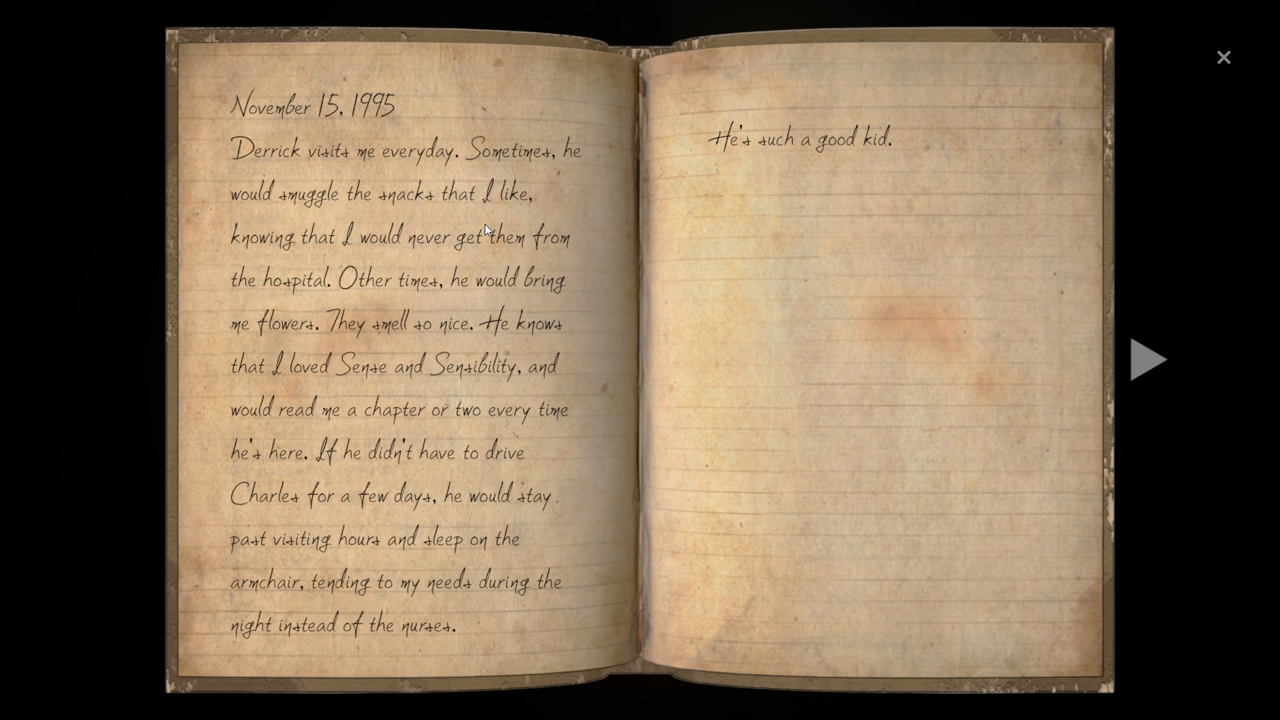 November 15, 1995
Derrick visits me everyday. Sometimes, he
would smuggle the snacks that I like,
knowing that I would never get them from
the hospital. Other times, he would bring
me flowers. They smell so nice. He knows
that I loved Sense and Sensibility, and
would read me a chapter or two every time
he's here. If he didn't have to drive
Charles for a few days, he would stay
past visiting hours and sleep on the
armchair, tending to my needs during the
night instead of the nurses.
He's such a good kid.